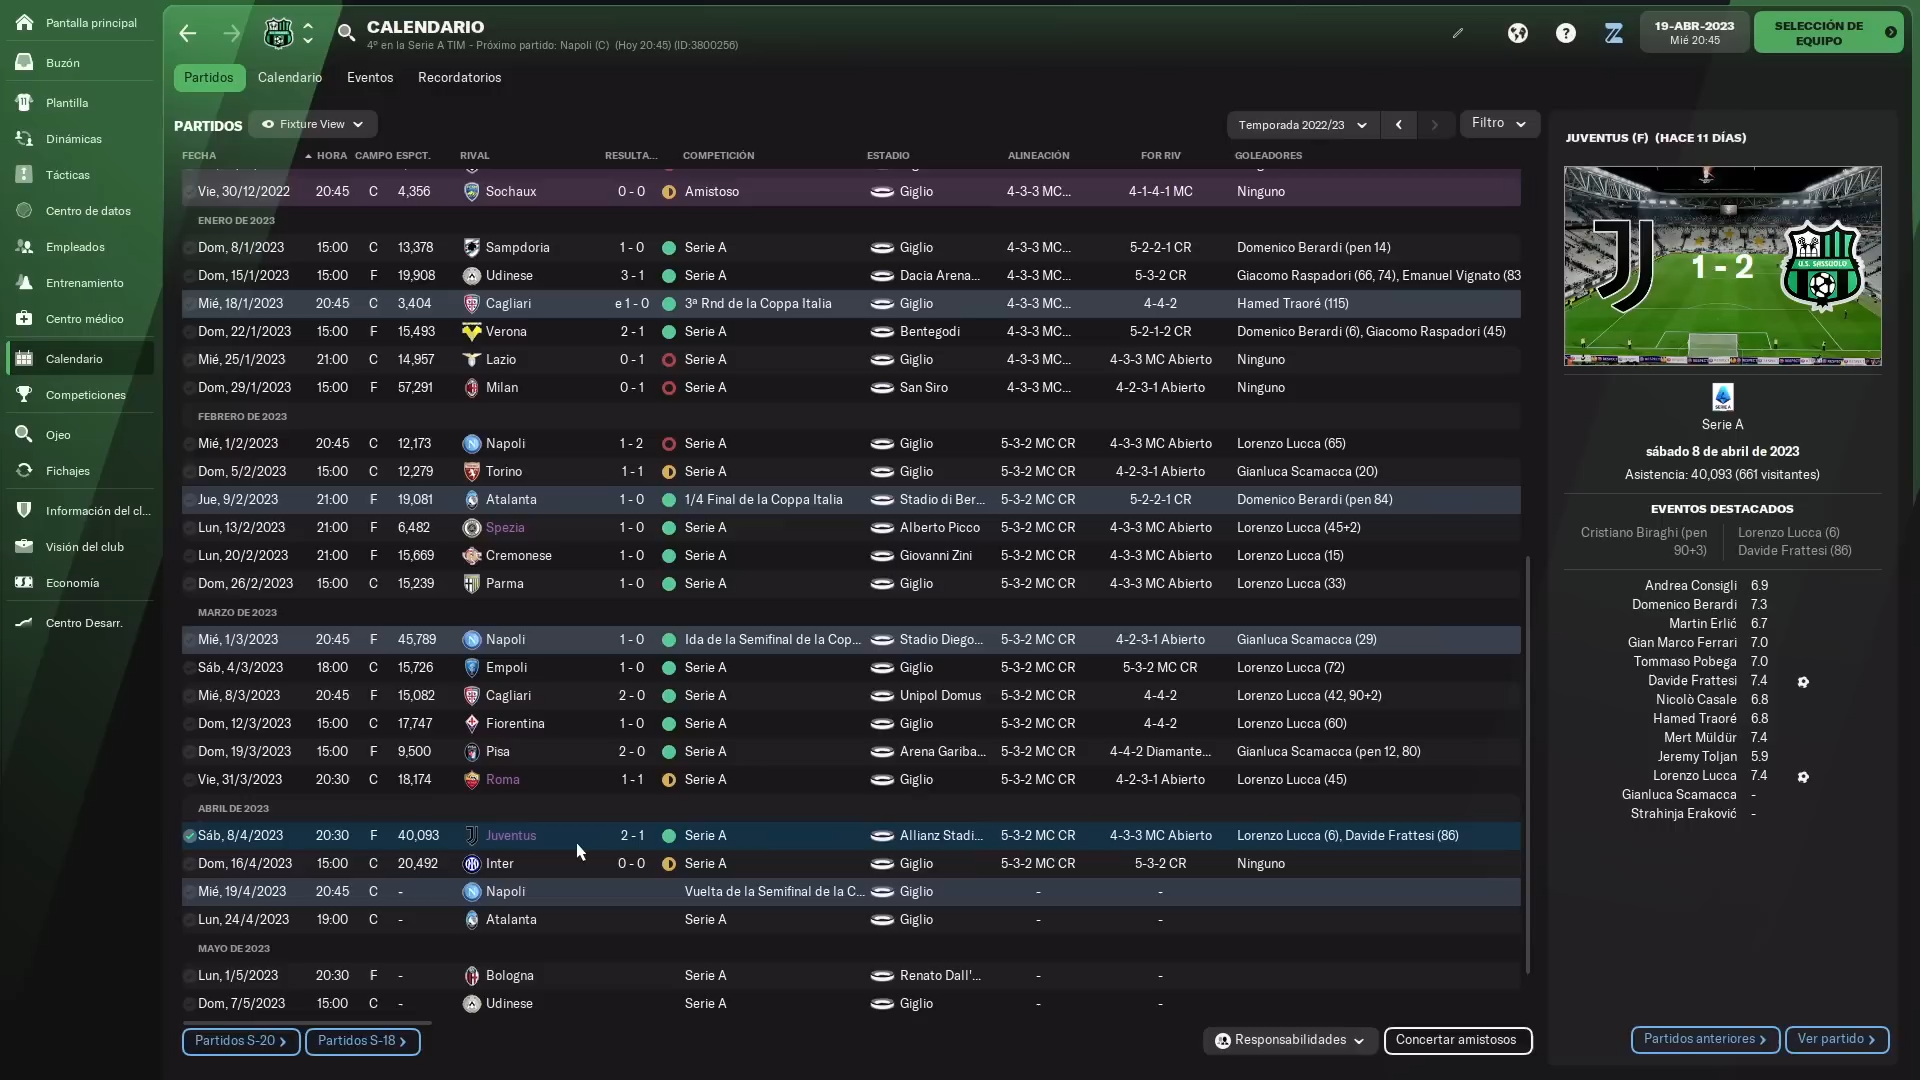 Pantalla principal
Buzón
Plantilla
Dinámicas
Tácticas
Centro de datos
Empleados
Entrenamiento
Centro médico
Calendario
Competiciones
Ojeo
Fichajes
Información del cl...
Visión del club
Economía
Centro Desarr.
CALENDARIO
4º en la Serie A TIM - Próximo partido: Napoli (C) (Hoy 20:45) (ID:3800256)
19-ABR-2023
Mié 20:45
SELECCIÓN DE EQUIPO
Partidos Calendario Eventos Recordatorios
PARTIDOS Fixture View Temporada 2022/23 Filtro
FECHA HORA CAMPO ESPCT. RIVAL RESULTA... COMPETICIÓN ESTADIO ALINEACIÓN FOR RIV GOLEADORES
Vie, 30/12/2022 20:45 C 4,356 Sochaux 0 - 0 Amistoso Giglio 4-3-3 MC... 4-1-4-1 MC Ninguno
ENERO DE 2023
Dom, 8/1/2023 15:00 C 13,378 Sampdoria 1 - 0 Serie A Giglio 4-3-3 MC... 5-2-2-1 CR Domenico Berardi (pen 14)
Dom, 15/1/2023 15:00 F 19,908 Udinese 3 - 1 Serie A Dacia Arena... 4-3-3 MC... 5-3-2 CR Giacomo Raspadori (66, 74), Emanuel Vignato (83
Mié, 18/1/2023 20:45 C 3,404 Cagliari e 1 - 0 3ª Rnd de la Coppa Italia Giglio 4-3-3 MC... 4-4-2 Hamed Traoré (115)
Dom, 22/1/2023 15:00 F 15,493 Verona 2 - 1 Serie A Bentegodi 4-3-3 MC... 5-2-1-2 CR Domenico Berardi (6), Giacomo Raspadori (45)
Mié, 25/1/2023 21:00 C 14,957 Lazio 0 - 1 Serie A Giglio 4-3-3 MC... 4-3-3 MC Abierto Ninguno
Dom, 29/1/2023 15:00 F 57,291 Milan 0 - 1 Serie A San Siro 4-3-3 MC... 4-2-3-1 Abierto Ninguno
FEBRERO DE 2023
Mié, 1/2/2023 20:45 C 12,173 Napoli 1 - 2 Serie A Giglio 5-3-2 MC CR 4-3-3 MC Abierto Lorenzo Lucca (65)
Dom, 5/2/2023 15:00 C 12,279 Torino 1 - 1 Serie A Giglio 5-3-2 MC CR 4-2-3-1 Abierto Gianluca Scamacca (20)
Jue, 9/2/2023 21:00 F 19,081 Atalanta 1 - 0 1/4 Final de la Coppa Italia Stadio di Ber... 5-3-2 MC CR 5-2-2-1 CR Domenico Berardi (pen 84)
Lun, 13/2/2023 21:00 F 6,482 Spezia 1 - 0 Serie A Alberto Picco 5-3-2 MC CR 4-3-3 MC Abierto Lorenzo Lucca (45+2)
Lun, 20/2/2023 21:00 F 15,669 Cremonese 1 - 0 Serie A Giovanni Zini 5-3-2 MC CR 4-3-3 MC Abierto Lorenzo Lucca (15)
Dom, 26/2/2023 15:00 C 15,239 Parma 1 - 0 Serie A Giglio 5-3-2 MC CR 4-3-3 MC Abierto Lorenzo Lucca (33)
MARZO DE 2023
Mié, 1/3/2023 20:45 F 45,789 Napoli 1 - 0 Ida de la Semifinal de la Cop... Stadio Diego... 5-3-2 MC CR 4-2-3-1 Abierto Gianluca Scamacca (29)
Sáb, 4/3/2023 18:00 C 15,726 Empoli 1 - 0 Serie A Giglio 5-3-2 MC CR 5-3-2 MC CR Lorenzo Lucca (72)
Mié, 8/3/2023 20:45 F 15,082 Cagliari 2 - 0 Serie A Unipol Domus 5-3-2 MC CR 4-4-2 Lorenzo Lucca (42, 90+2)
Dom, 12/3/2023 15:00 C 17,747 Fiorentina 1 - 0 Serie A Giglio 5-3-2 MC CR 4-4-2 Lorenzo Lucca (60)
Dom, 19/3/2023 15:00 F 9,500 Pisa 2 - 0 Serie A Arena Gariba... 5-3-2 MC CR 4-4-2 Diamante... Gianluca Scamacca (pen 12, 80)
Vie, 31/3/2023 20:30 C 18,174 Roma 1 - 1 Serie A Giglio 5-3-2 MC CR 4-2-3-1 Abierto Lorenzo Lucca (45)
ABRIL DE 2023
Sáb, 8/4/2023 20:30 F 40,093 Juventus 2 - 1 Serie A Allianz Stadi... 5-3-2 MC CR 4-3-3 MC Abierto Lorenzo Lucca (6), Davide Frattesi (86)
Dom, 16/4/2023 15:00 C 20,492 Inter 0 - 0 Serie A Giglio 5-3-2 MC CR 5-3-2 CR Ninguno
Mié, 19/4/2023 20:45 C - Napoli Vuelta de la Semifinal de la C... Giglio - -
Lun, 24/4/2023 19:00 C - Atalanta Serie A Giglio - -
MAYO DE 2023
Lun, 1/5/2023 20:30 F - Bologna Serie A Renato Dall'... - -
Dom, 7/5/2023 15:00 C - Udinese Serie A Giglio - -
Partidos S-20 Partidos S-18 Responsabilidades Concertar amistosos
JUVENTUS (F) (HACE 11 DÍAS)
1 - 2
U.S. SASSUOLO
Serie A
sábado 8 de abril de 2023
Asistencia: 40,093 (661 visitantes)
EVENTOS DESTACADOS
Cristiano Biraghi (pen 90+3)
Lorenzo Lucca (6)
Davide Frattesi (86)
Andrea Consigli 6.9
Domenico Berardi 7.3
Martin Erlić 6.7
Gian Marco Ferrari 7.0
Tommaso Pobega 7.0
Davide Frattesi 7.4
Nicolò Casale 6.8
Hamed Traoré 6.8
Mert Müldür 7.4
Jeremy Toljan 5.9
Lorenzo Lucca 7.4
Gianluca Scamacca -
Strahinja Eraković -
Partidos anteriores Ver partido